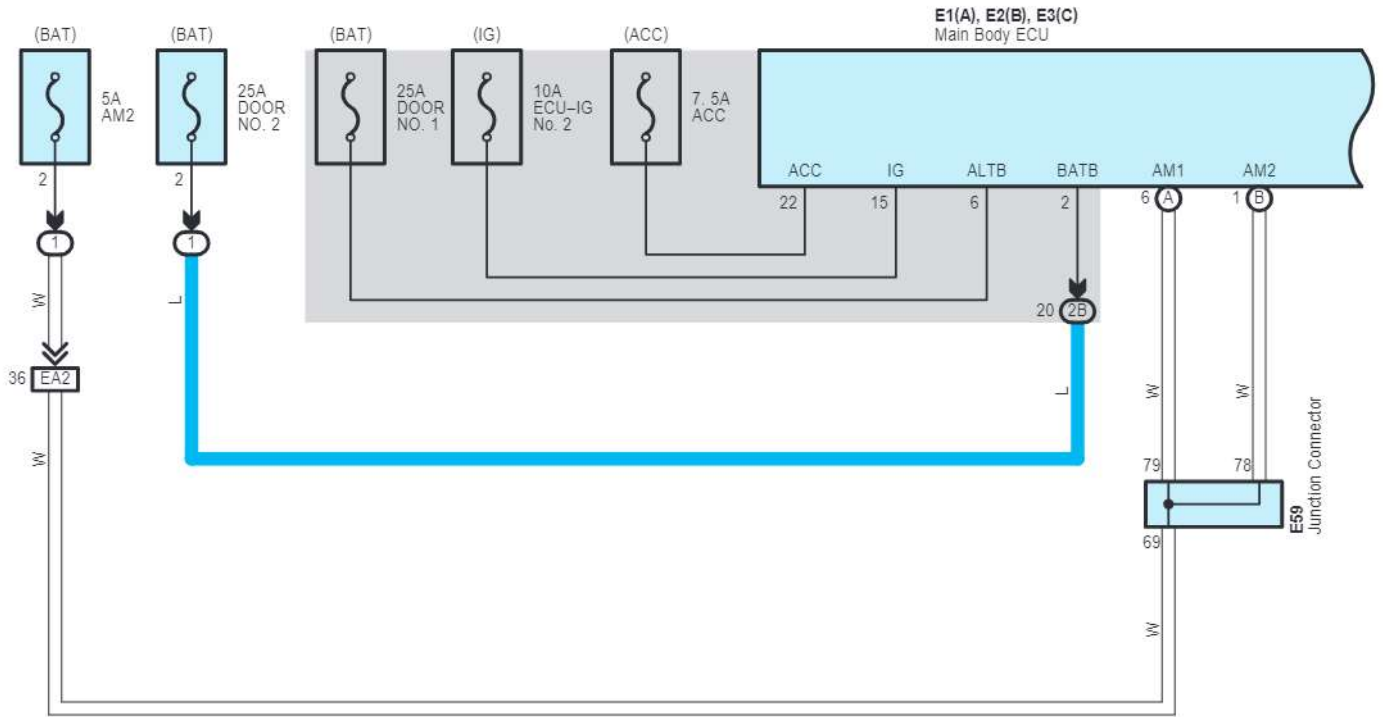 E1(A), E2(B), E3(C)
Main Body ECU
(BAT)
(BAT)
(BAT)
(IG)
(ACC)
5A
AM2
25A
DOOR
NO. 2
25A
DOOR
NO. 1
10A
ECU–IG
No. 2
7. 5A
ACC
ACC
IG
ALTB
BATB
AM1
AM2
2
2
22
15
6
2
6 A
1 B
1
1
W
L
20 2B
36 EA2
L
W
W
W
79
78
E59
Junction Connector
69
W